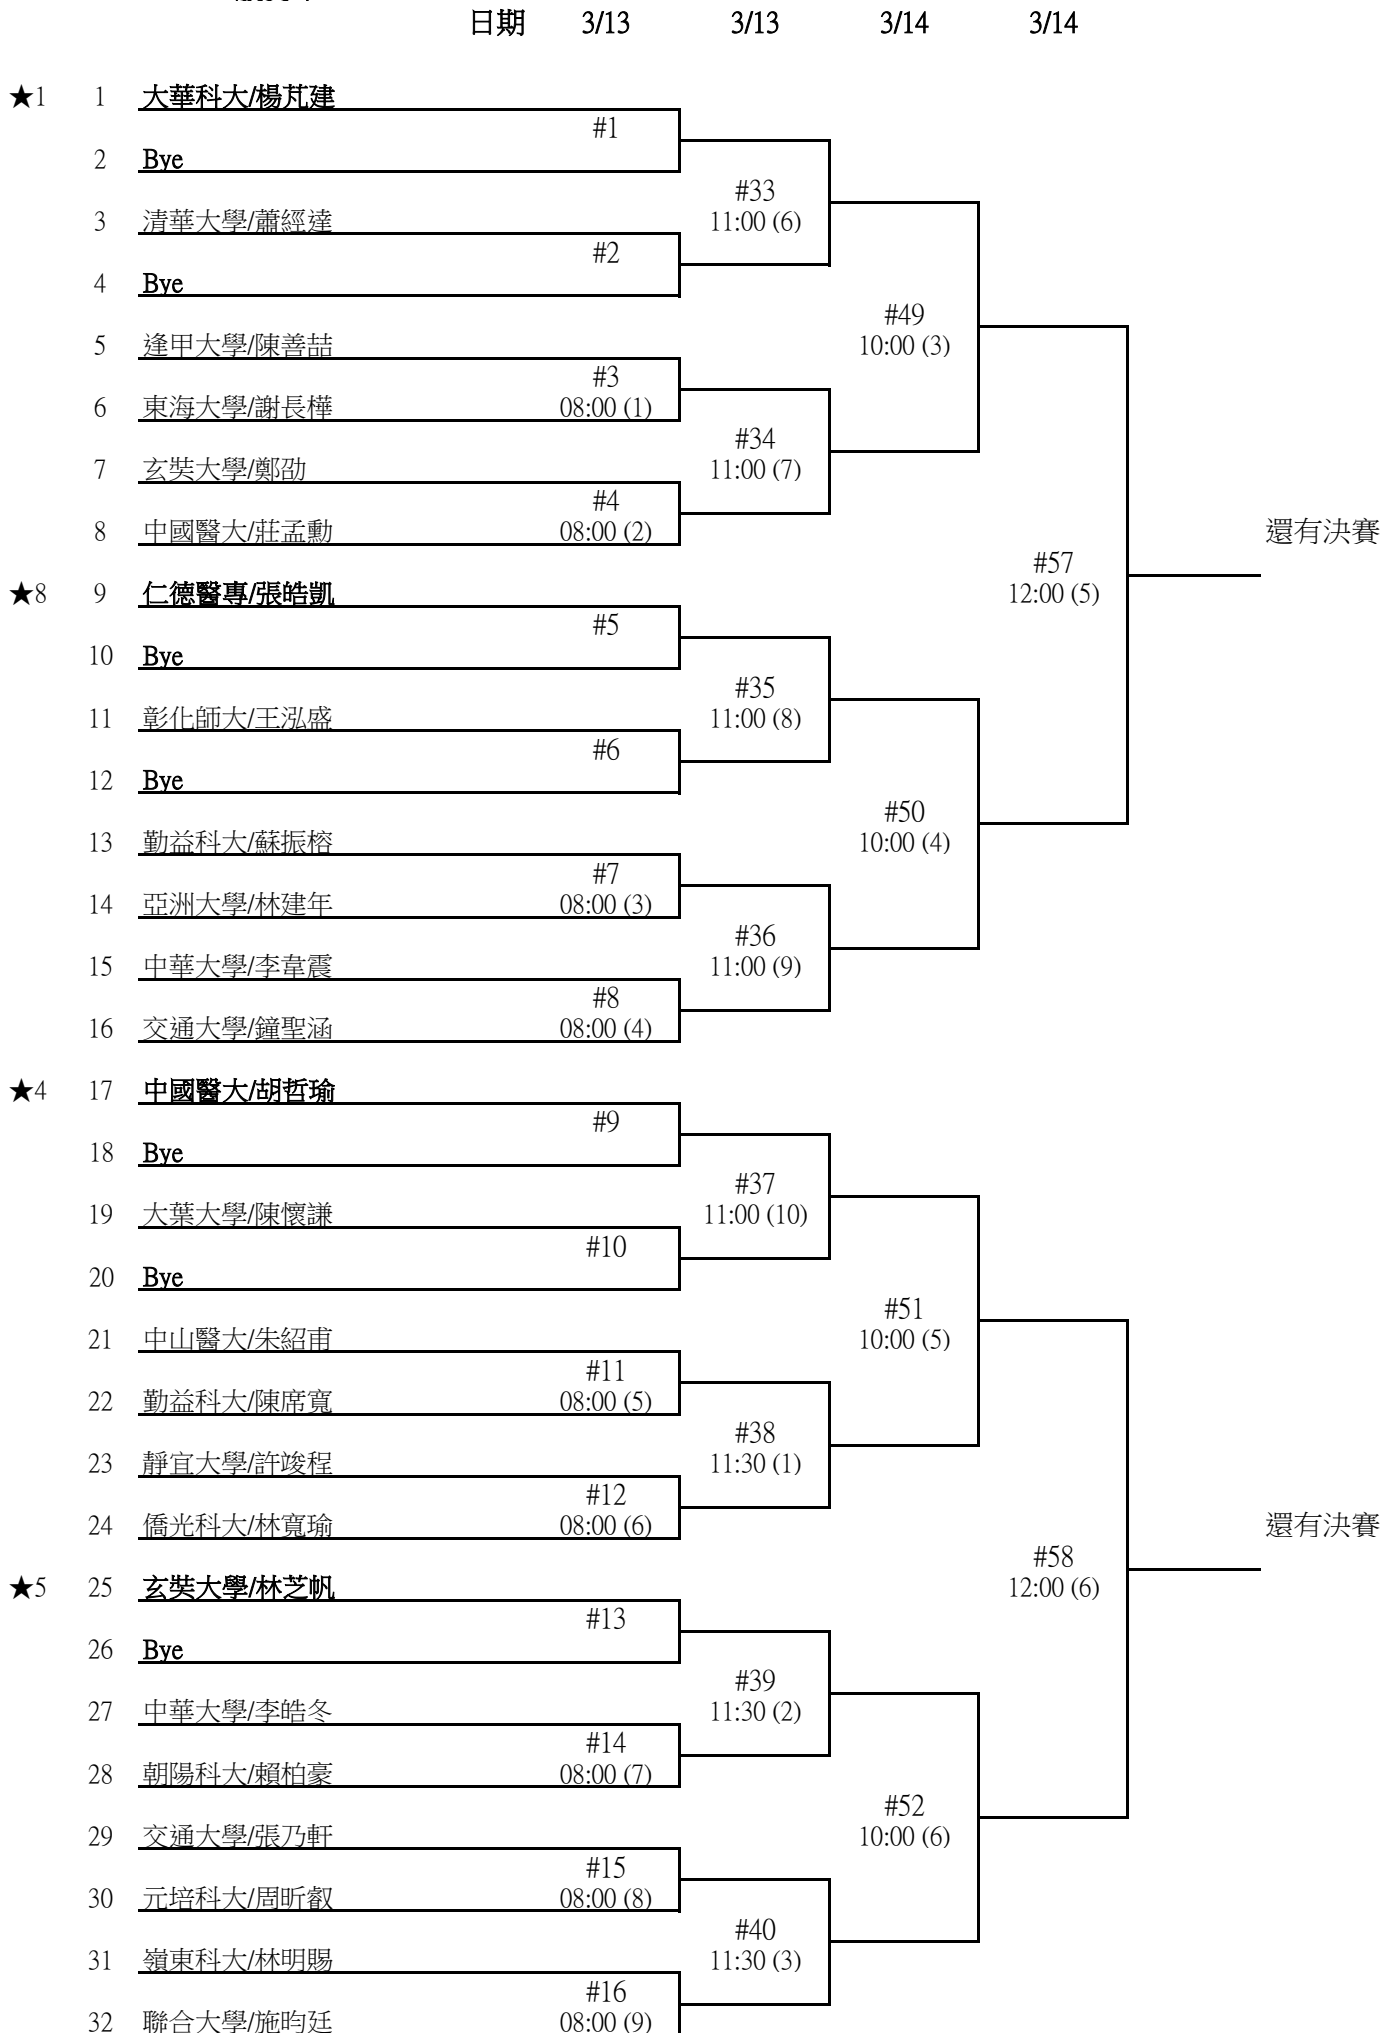 日期 3/13 3/13 3/14 3/14
★1 1 大華科大/楊芃建
#1
2 Bye
#33
3 清華大學/蕭經達 11:00 (6)
#2
4 Bye
#49
5 逢甲大學/陳善喆 10:00 (3)
#3
6 東海大學/謝長樺 08:00 (1)
#34
7 玄奘大學/鄭劭 11:00 (7)
#4
8 中國醫大/莊孟勳 08:00 (2) 還有決賽
#57
★8 9 仁德醫專/張皓凱 12:00 (5)
#5
10 Bye
#35
11 彰化師大/王泓盛 11:00 (8)
#6
12 Bye
#50
13 勤益科大/蘇振榕 10:00 (4)
#7
14 亞洲大學/林建年 08:00 (3)
#36
15 中華大學/李韋震 11:00 (9)
#8
16 交通大學/鐘聖涵 08:00 (4)
★4 17 中國醫大/胡哲瑜
#9
18 Bye
#37
19 大葉大學/陳懷謙 11:00 (10)
#10
20 Bye
#51
21 中山醫大/朱紹甫 10:00 (5)
#11
22 勤益科大/陳席寬 08:00 (5)
#38
23 靜宜大學/許竣程 11:30 (1)
#12
24 僑光科大/林寬瑜 08:00 (6) 還有決賽
#58
★5 25 玄奘大學/林芝帆 12:00 (6)
#13
26 Bye
#39
27 中華大學/李皓冬 11:30 (2)
#14
28 朝陽科大/賴柏豪 08:00 (7)
#52
29 交通大學/張乃軒 10:00 (6)
#15
30 元培科大/周昕叡 08:00 (8)
#40
31 嶺東科大/林明賜 11:30 (3)
#16
32 聯合大學/施昀廷 08:00 (9)